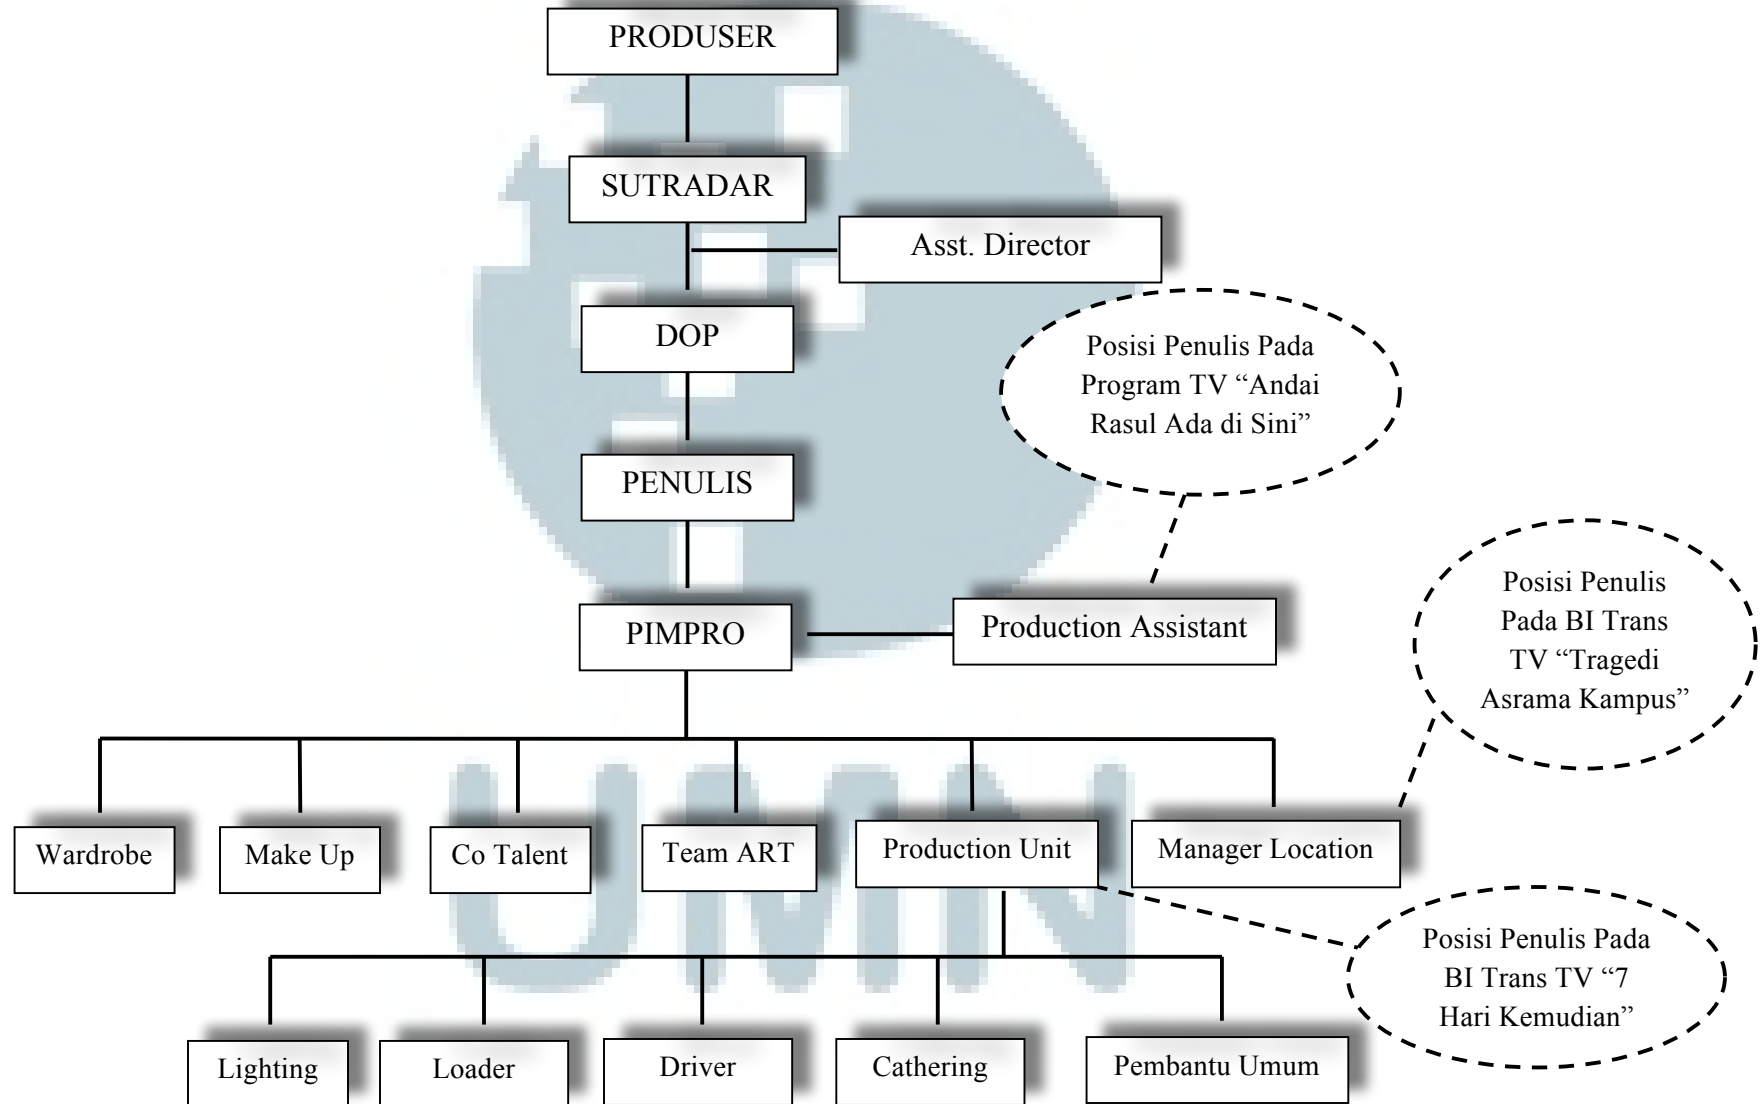 PRODUSER
SUTRADAR
Asst. Director
DOP
Posisi Penulis Pada
Program TV “Andai
Rasul Ada di Sini”
PENULIS
Posisi Penulis
Pada BI Trans
TV “Tragedi
Asrama Kampus”
PIMPRO
Production Assistant
Wardrobe
Make Up
Co Talent
Team ART
Production Unit
Manager Location
UMN
Posisi Penulis Pada
BI Trans TV “7
Hari Kemudian”
Lighting
Loader
Driver
Cathering
Pembantu Umum